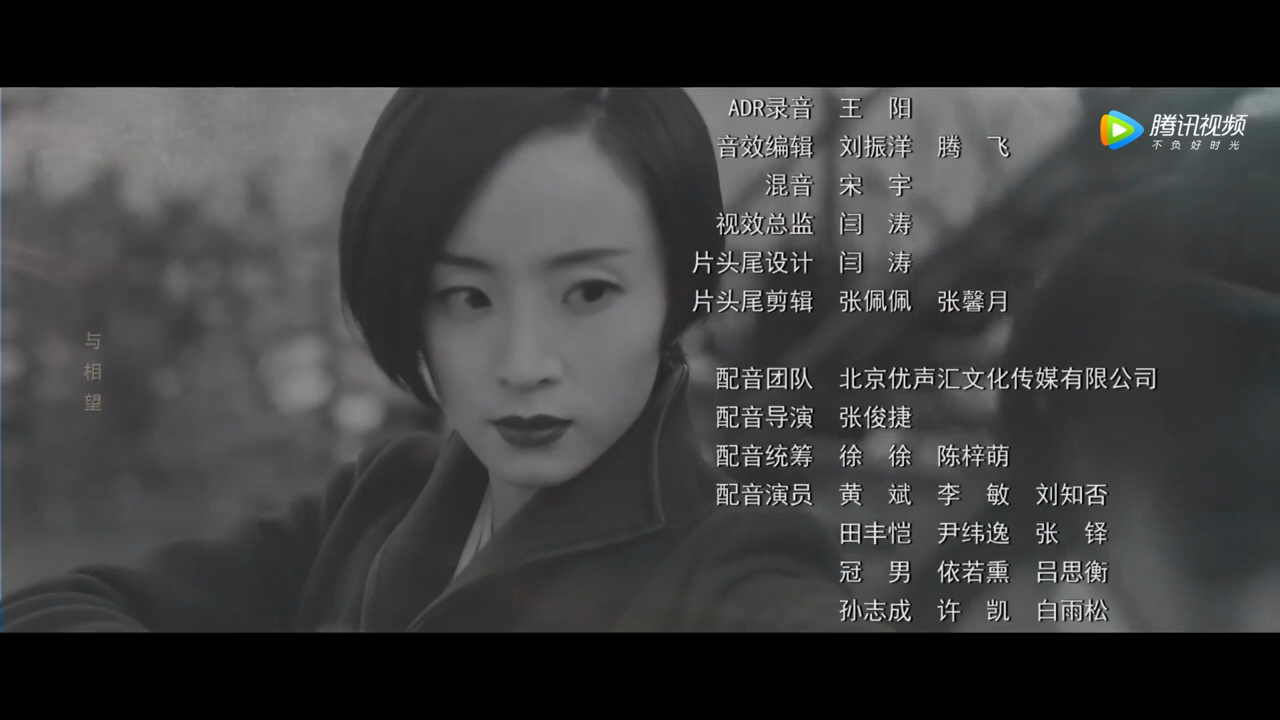 ADR录音 王 阳
音效编辑 刘振洋 腾 飞
混音 宋 宇
视效总监 闫 涛
片头尾设计 闫 涛
片头尾剪辑 张佩佩 张馨月
配音团队 北京优声汇文化传媒有限公司
配音导演 张俊捷
配音统筹 徐 徐 陈梓萌
配音演员 黄 斌 李 敏 刘知否
田丰恺 尹纬逸 张 铎
冠 男 依若熏 吕思衡
孙志成 许 凯 白雨松
腾讯视频
不负好时光
与相望